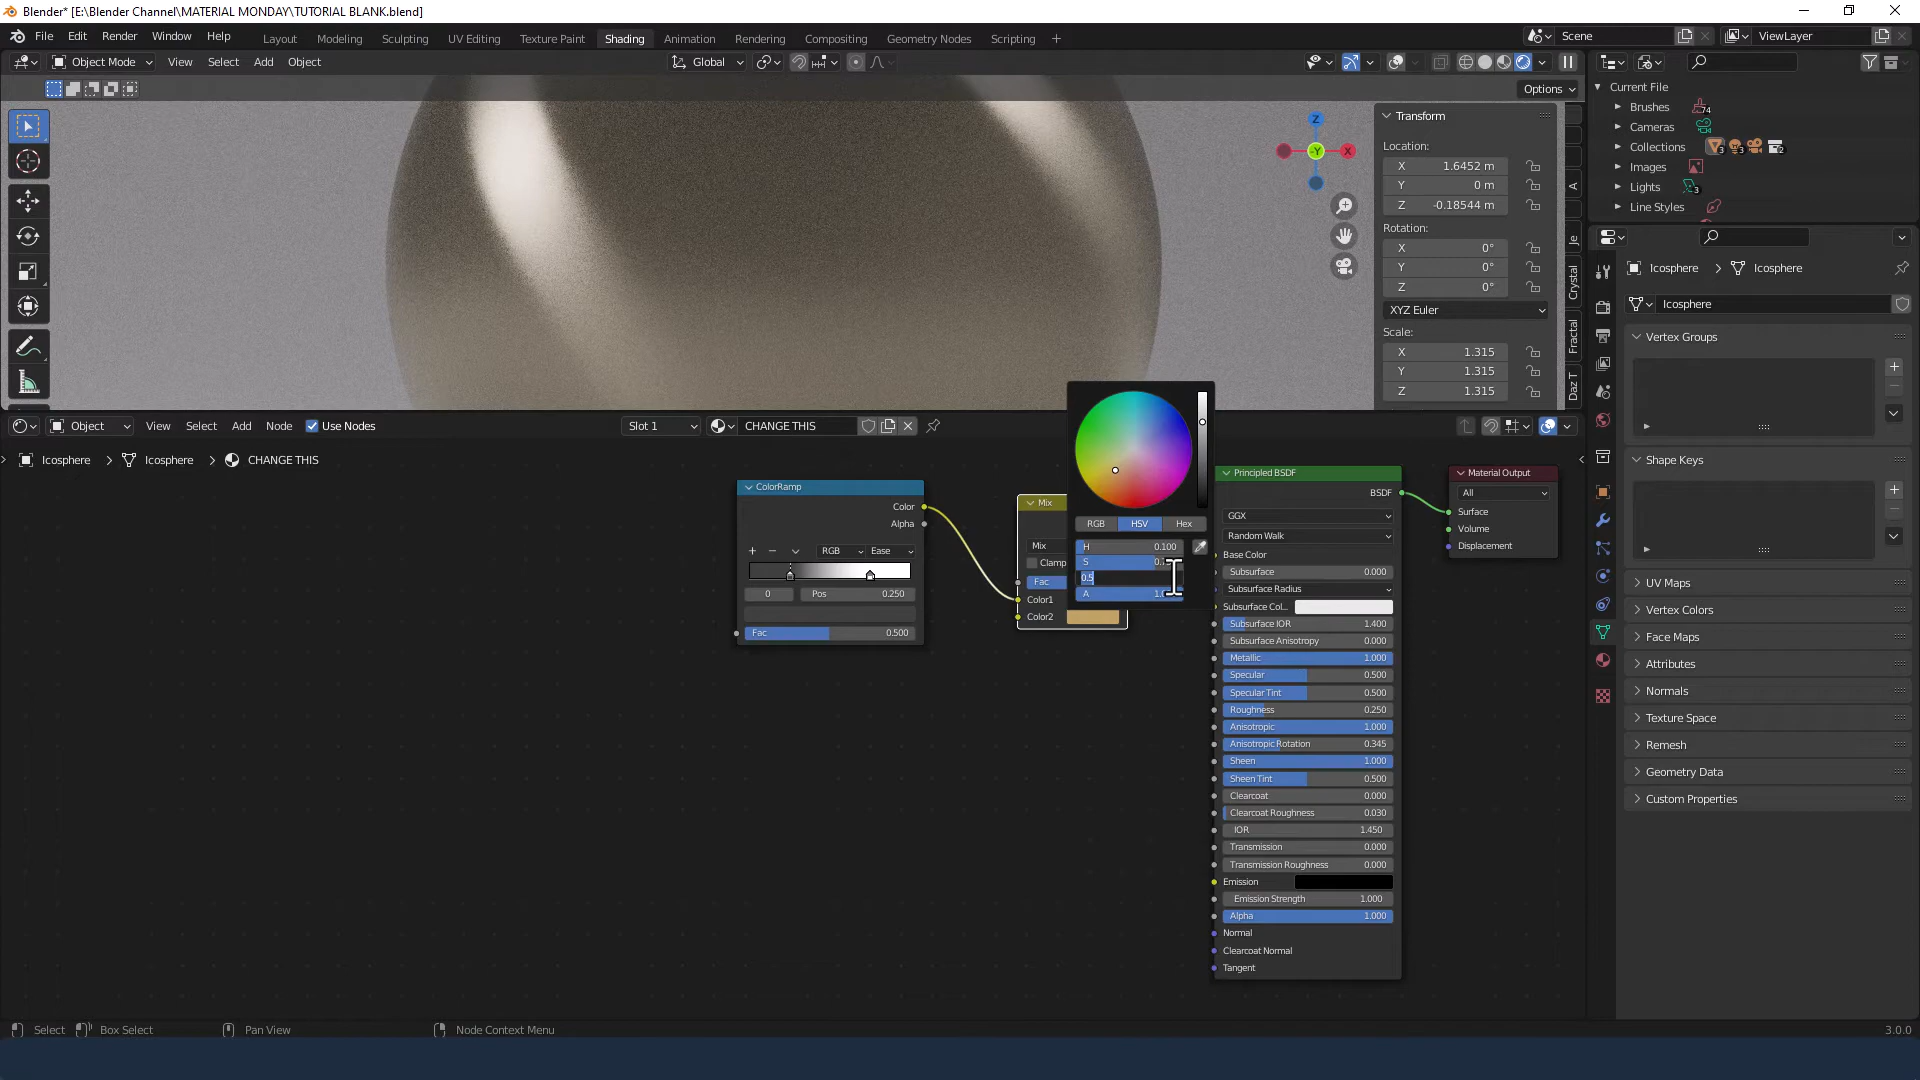 Blender* [E:\Blender Channel\MATERIAL MONDAY\TUTORIAL BLANK.blend]
File Edit Render Window Help Layout Modeling Sculpting UV Editing Texture Paint Shading Animation Rendering Compositing Geometry Nodes Scripting + Scene ViewLayer
Object Mode View Select Add Object Global
Options
Transform
Location:
X 1.6452 m
Y 0 m
Z -0.18544 m
Rotation:
X 0°
Y 0°
Z 0°
XYZ Euler
Scale:
X 1.315
Y 1.315
Z 1.315
Z
-Y
X
A
Je
Crystal
Fractal
Daz T
Current File
Brushes 74
Cameras
Collections 3 3 2
Images
Lights 3
Line Styles
Icosphere > Icosphere
Icosphere
Vertex Groups
Shape Keys
UV Maps
Vertex Colors
Face Maps
Attributes
Normals
Texture Space
Remesh
Geometry Data
Custom Properties
Object View Select Add Node Use Nodes Slot 1 CHANGE THIS
Icosphere > Icosphere > CHANGE THIS
ColorRamp
Color
Alpha
RGB Ease
0 Pos 0.250
Fac 0.500
Mix
Mix
Clamp
Fac
Color1
Color2
RGB HSV Hex
H 0.100
S
0.5
A
Principled BSDF
BSDF
GGX
Random Walk
Base Color
Subsurface 0.000
Subsurface Radius
Subsurface Col...
Subsurface IOR 1.400
Subsurface Anisotropy 0.000
Metallic 1.000
Specular 0.500
Specular Tint 0.500
Roughness 0.250
Anisotropic 1.000
Anisotropic Rotation 0.345
Sheen 1.000
Sheen Tint 0.500
Clearcoat 0.000
Clearcoat Roughness 0.030
IOR 1.450
Transmission 0.000
Transmission Roughness 0.000
Emission
Emission Strength 1.000
Alpha 1.000
Normal
Clearcoat Normal
Tangent
Material Output
All
Surface
Volume
Displacement
Select Box Select Pan View Node Context Menu 3.0.0